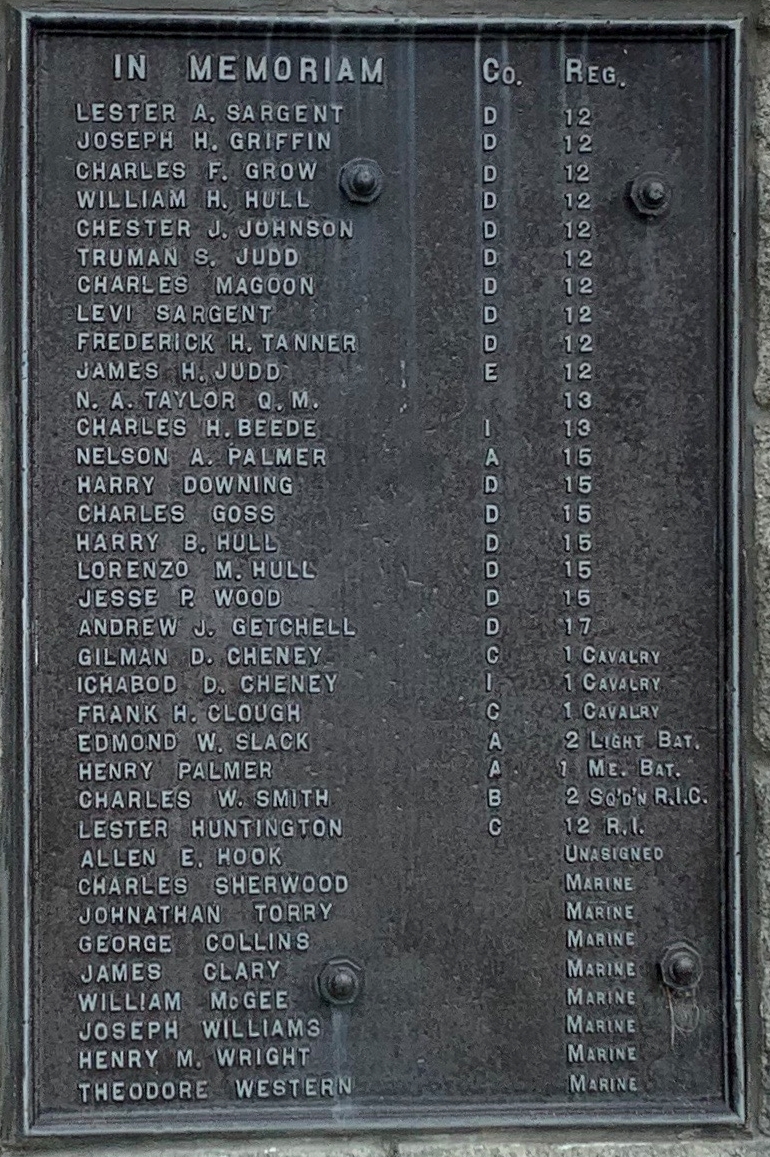 IN MEMORIAM Co. REG.
LESTER A. SARGENT D 12
JOSEPH H. GRIFFIN D 12
CHARLES F. GROW D 12
WILLIAM H. HULL D 12
CHESTER J. JOHNSON D 12
TRUMAN S. JUDD D 12
CHARLES MAGOON D 12
LEVI SARGENT D 12
FREDERICK H. TANNER D 12
JAMES H. JUDD E 12
N. A. TAYLOR Q. M. 13
CHARLES H. BEEDE I 13
NELSON A. PALMER A 15
HARRY DOWNING D 15
CHARLES GOSS D 15
HARRY B. HULL D 15
LORENZO M. HULL D 15
JESSE P. WOOD D 15
ANDREW J. GETCHELL D 17
GILMAN D. CHENEY C 1 CAVALRY
ICHABOD D. CHENEY I 1 CAVALRY
FRANK H. CLOUGH C 1 CAVALRY
EDMOND W. SLACK A 2 LIGHT BAT.
HENRY PALMER A 1 ME. BAT.
CHARLES W. SMITH B 2 SQ'D'N R.I.C.
LESTER HUNTINGTON C 12 R.I.
ALLEN E. HOOK UNASIGNED
CHARLES SHERWOOD MARINE
JOHNATHAN TORRY MARINE
GEORGE COLLINS MARINE
JAMES CLARY MARINE
WILLIAM McGEE MARINE
JOSEPH WILLIAMS MARINE
HENRY M. WRIGHT MARINE
THEODORE WESTERN MARINE